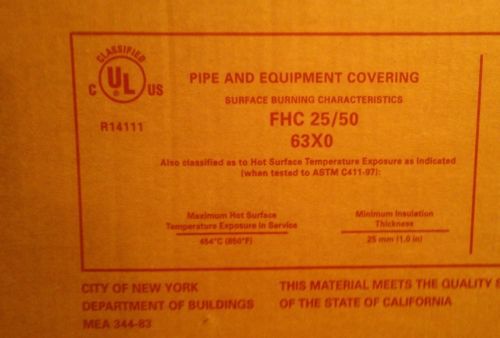 CLASSIFIED
C UL US
®
R14111
PIPE AND EQUIPMENT COVERING
SURFACE BURNING CHARACTERISTICS
FHC 25/50
63X0
Also classified as to Hot Surface Temperature Exposure as Indicated
(when tested to ASTM C411-97):
Maximum Hot Surface
Temperature Exposure in Service
454°C (850°F)
Minimum Insulation
Thickness
25 mm (1.0 in)
CITY OF NEW YORK
DEPARTMENT OF BUILDINGS
MEA 344-83
THIS MATERIAL MEETS THE QUALITY
OF THE STATE OF CALIFORNIA